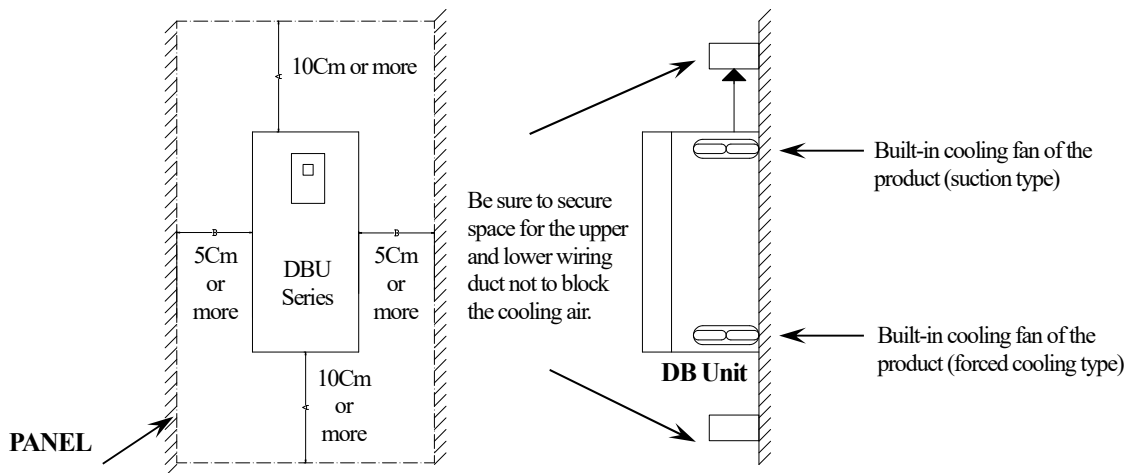 10Cm or more
A
B
5Cm
or
more
DBU
Series
B
5Cm
or
more
A
10Cm
or
more
PANEL
Be sure to secure
space for the upper
and lower wiring
duct not to block
the cooling air.
DB Unit
Built-in cooling fan of the
product (suction type)
Built-in cooling fan of the
product (forced cooling type)